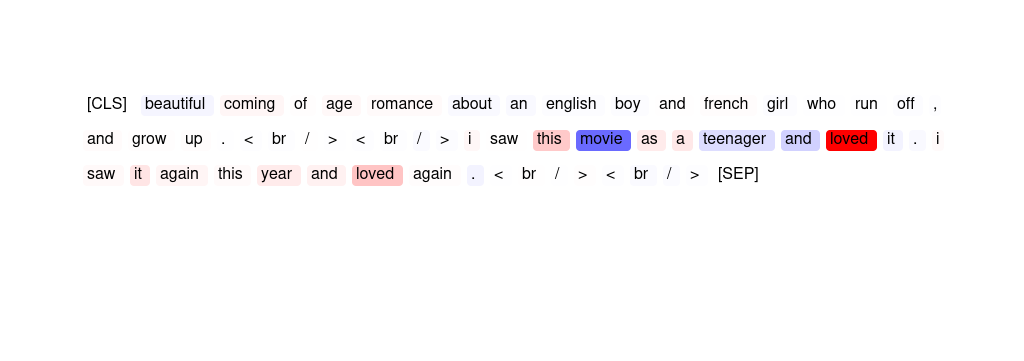 [CLS] beautiful coming of age romance about an english boy and french girl who run off ,
and grow up . < br / > < br / > i saw this movie as a teenager and loved it . i
saw it again this year and loved again . < br / > < br / > [SEP]